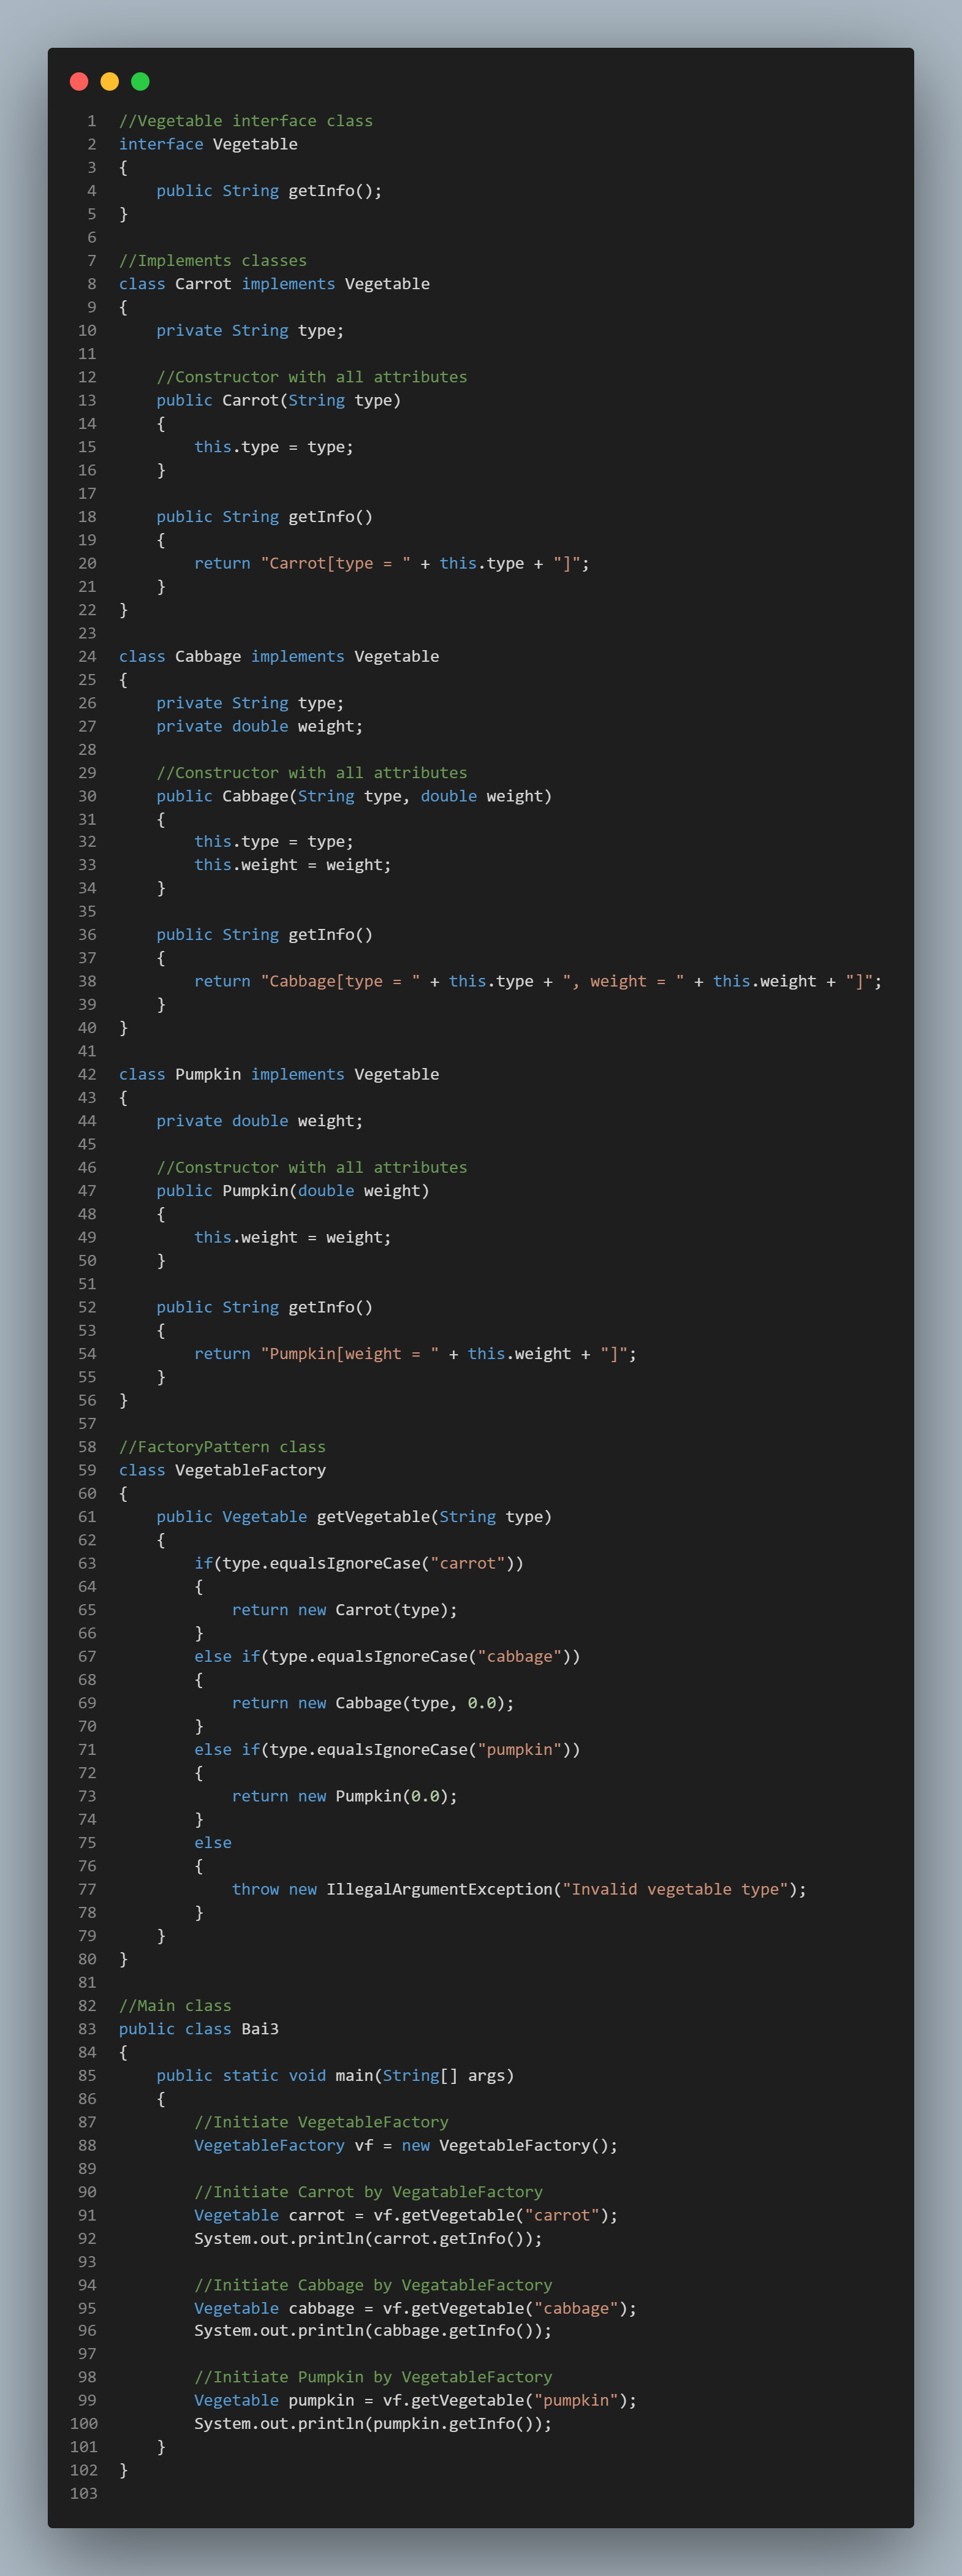 1 //Vegetable interface class
2 interface Vegetable
3 {
4     public String getInfo();
5 }
6
7 //Implements classes
8 class Carrot implements Vegetable
9 {
10     private String type;
11
12     //Constructor with all attributes
13     public Carrot(String type)
14     {
15         this.type = type;
16     }
17
18     public String getInfo()
19     {
20         return "Carrot[type = " + this.type + "]";
21     }
22 }
23
24 class Cabbage implements Vegetable
25 {
26     private String type;
27     private double weight;
28
29     //Constructor with all attributes
30     public Cabbage(String type, double weight)
31     {
32         this.type = type;
33         this.weight = weight;
34     }
35
36     public String getInfo()
37     {
38         return "Cabbage[type = " + this.type + ", weight = " + this.weight + "]";
39     }
40 }
41
42 class Pumpkin implements Vegetable
43 {
44     private double weight;
45
46     //Constructor with all attributes
47     public Pumpkin(double weight)
48     {
49         this.weight = weight;
50     }
51
52     public String getInfo()
53     {
54         return "Pumpkin[weight = " + this.weight + "]";
55     }
56 }
57
58 //FactoryPattern class
59 class VegetableFactory
60 {
61     public Vegetable getVegetable(String type)
62     {
63         if(type.equalsIgnoreCase("carrot"))
64         {
65             return new Carrot(type);
66         }
67         else if(type.equalsIgnoreCase("cabbage"))
68         {
69             return new Cabbage(type, 0.0);
70         }
71         else if(type.equalsIgnoreCase("pumpkin"))
72         {
73             return new Pumpkin(0.0);
74         }
75         else
76         {
77             throw new IllegalArgumentException("Invalid vegetable type");
78         }
79     }
80 }
81
82 //Main class
83 public class Bai3
84 {
85     public static void main(String[] args)
86     {
87         //Initiate VegetableFactory
88         VegetableFactory vf = new VegetableFactory();
89
90         //Initiate Carrot by VegatableFactory
91         Vegetable carrot = vf.getVegetable("carrot");
92         System.out.println(carrot.getInfo());
93
94         //Initiate Cabbage by VegatableFactory
95         Vegetable cabbage = vf.getVegetable("cabbage");
96         System.out.println(cabbage.getInfo());
97
98         //Initiate Pumpkin by VegetableFactory
99         Vegetable pumpkin = vf.getVegetable("pumpkin");
100         System.out.println(pumpkin.getInfo());
101     }
102 }
103